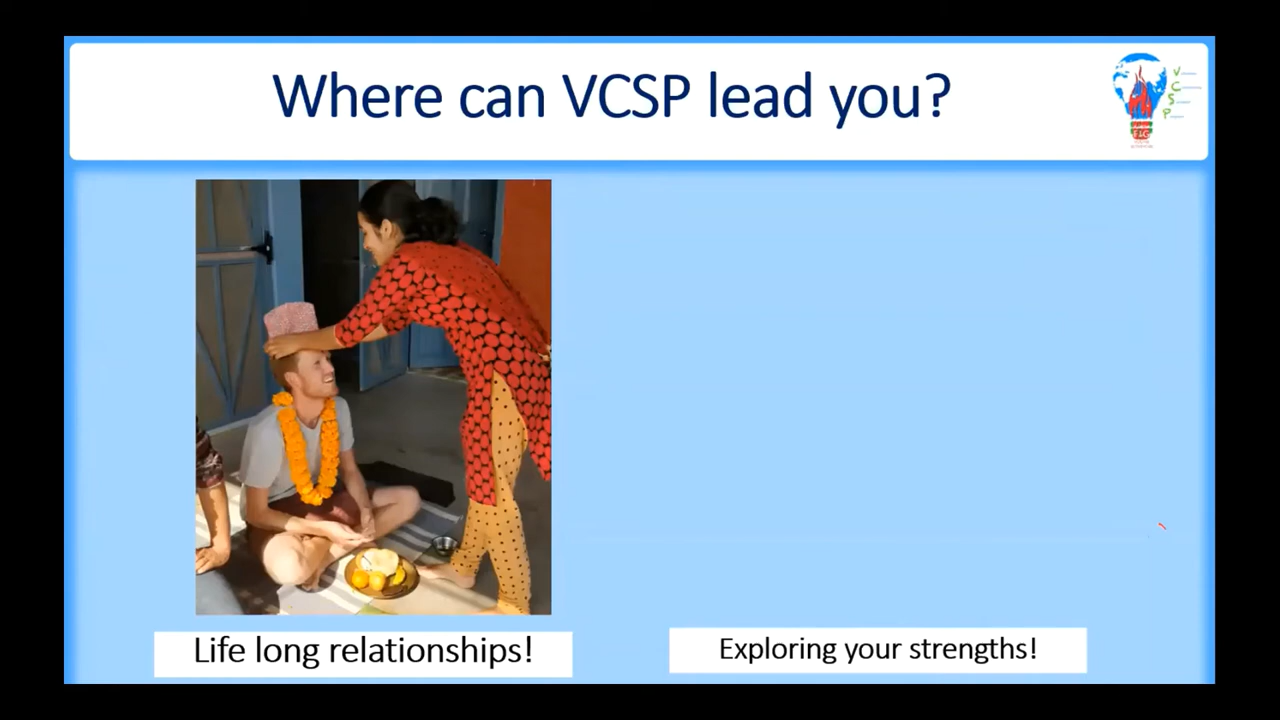 Where can VCSP lead you?
V
C
S
P
Life long relationships!
Exploring your strengths!